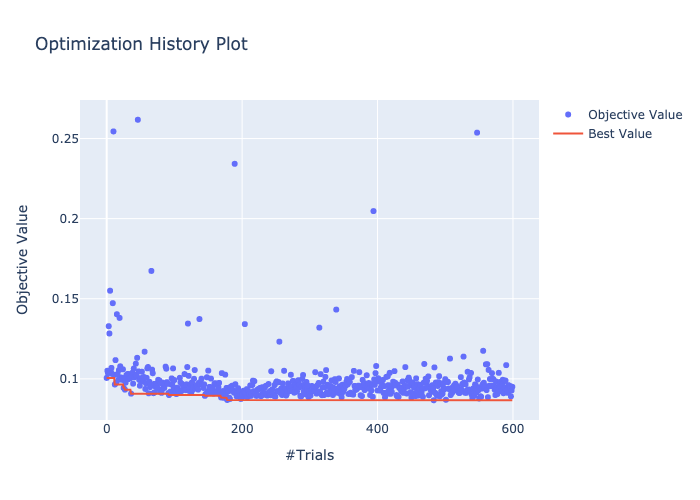 Optimization History Plot
Objective Value
Best Value
0.25
0.2
0.15
0.1
Objective Value
0
200
400
600
#Trials